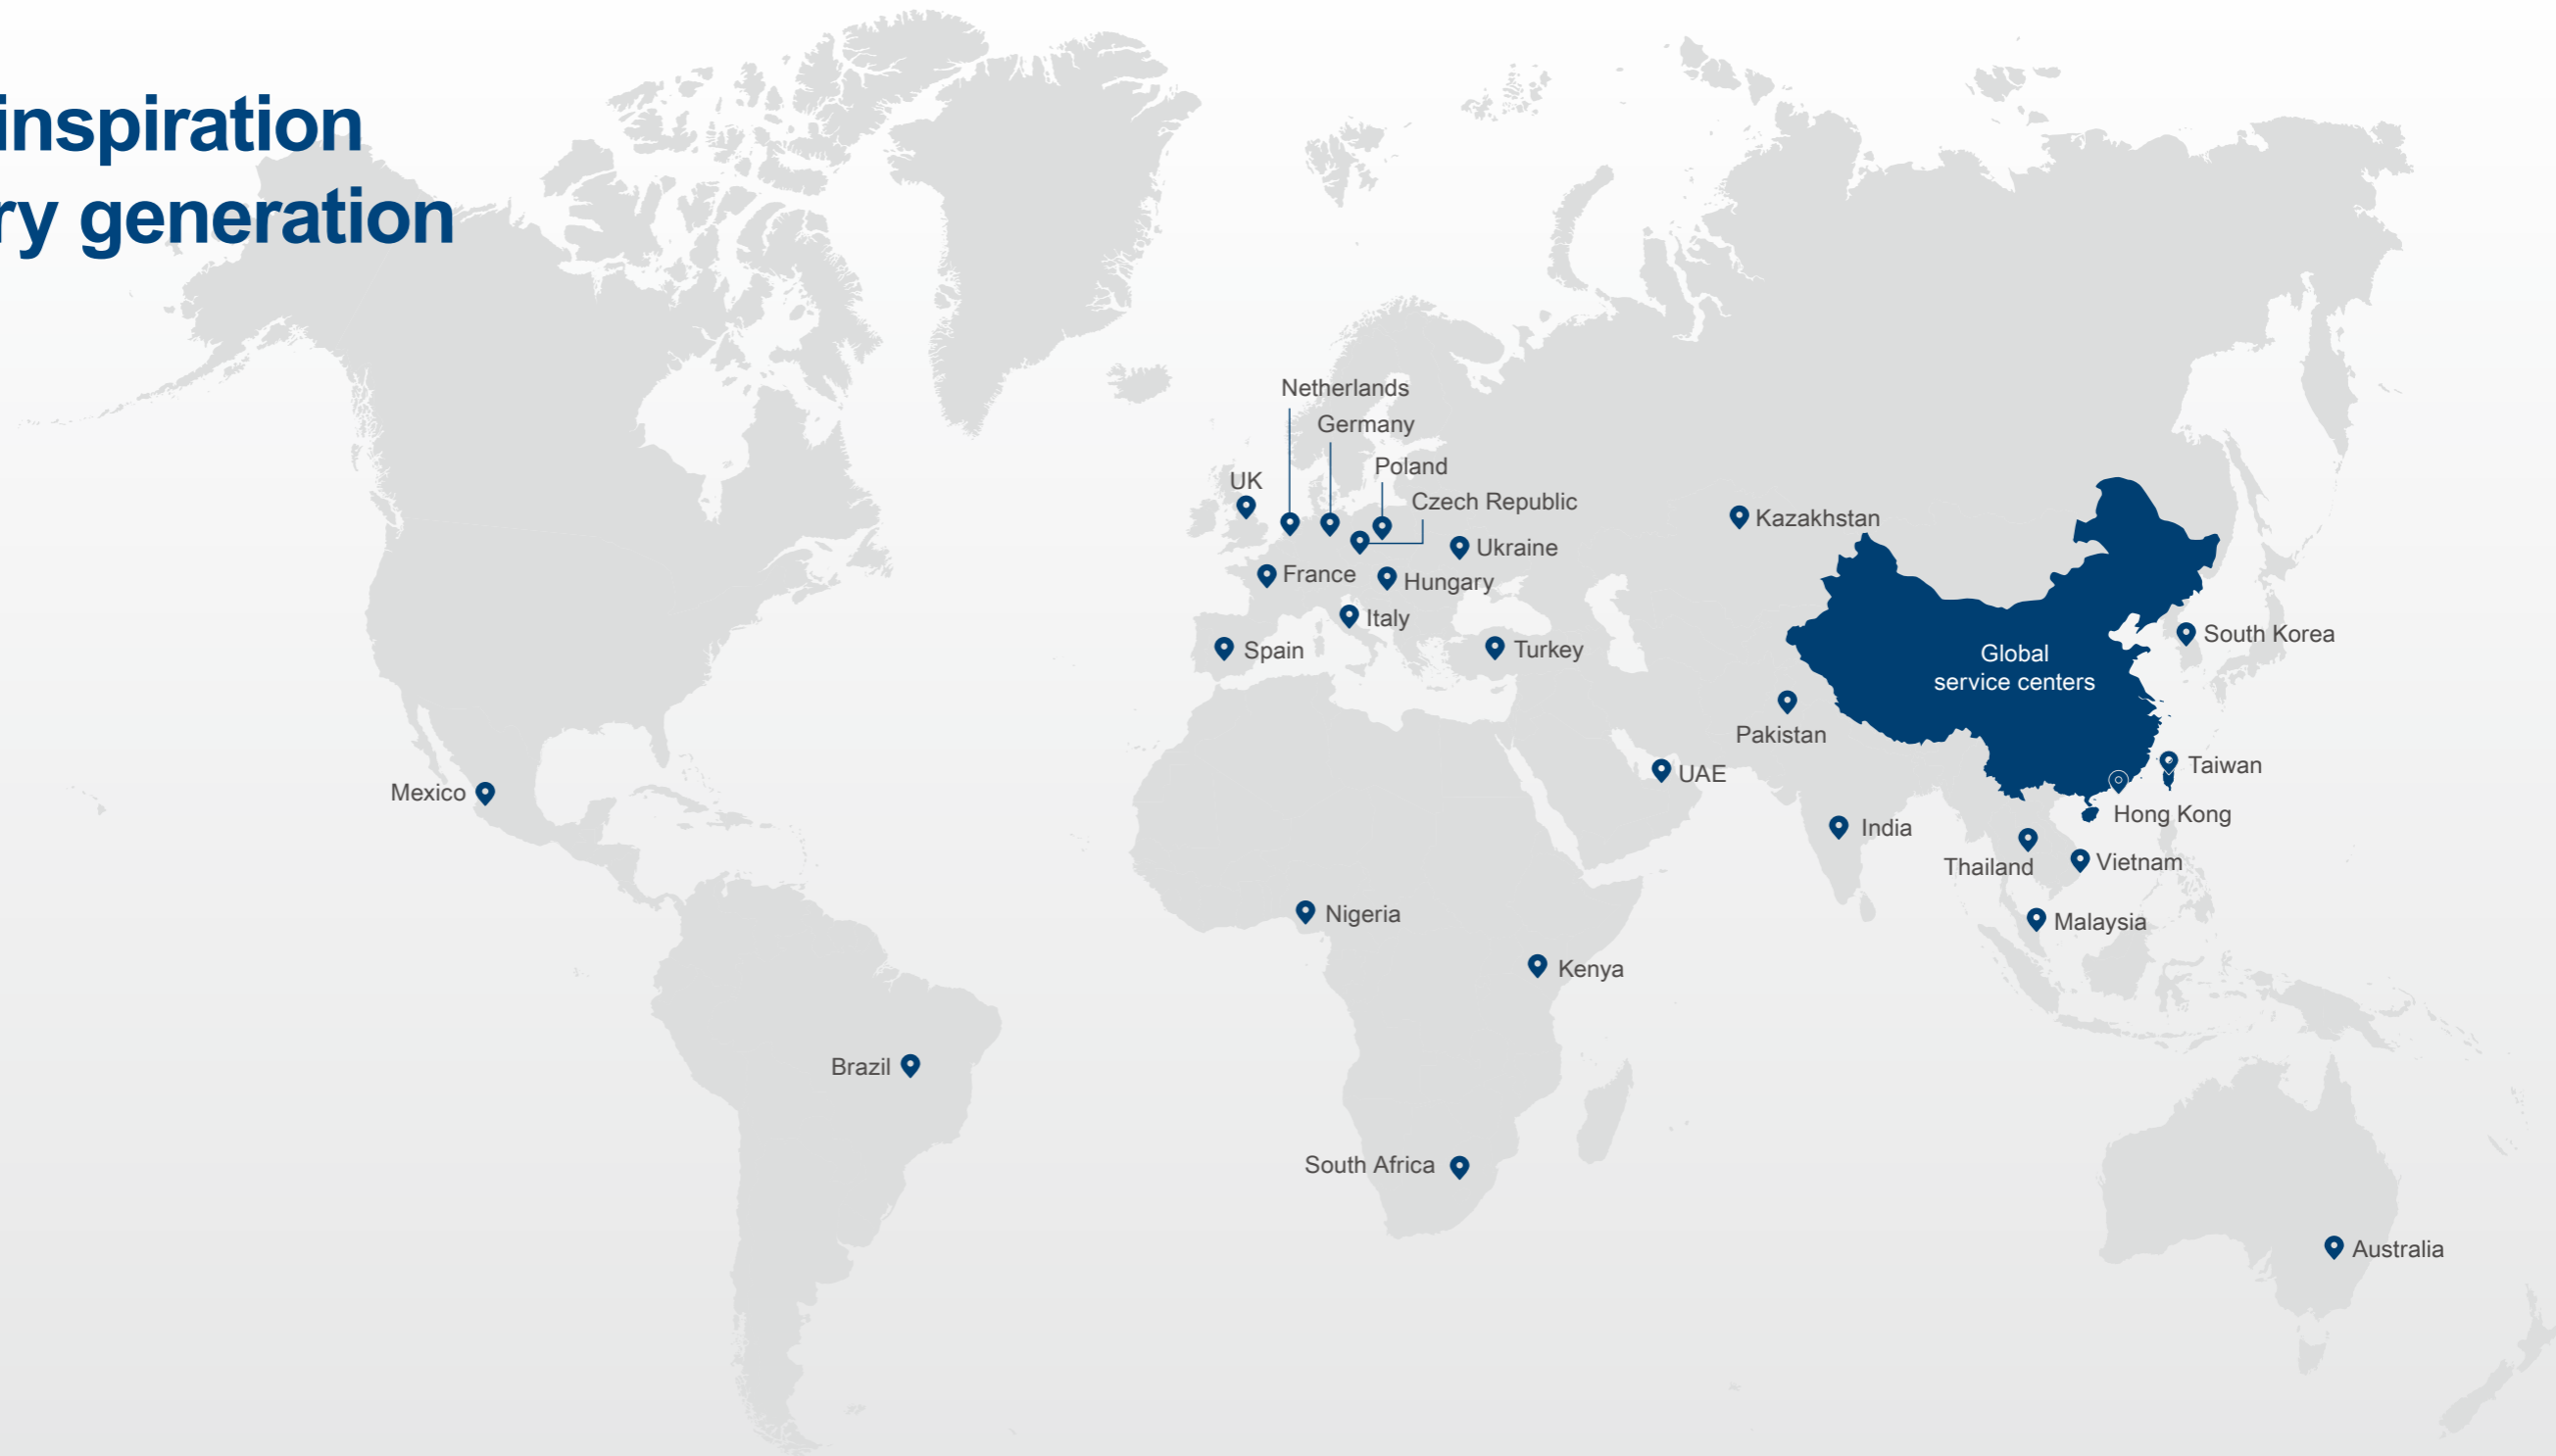 inspiration
ry generation
Netherlands
Germany
Poland
UK
Czech Republic
Kazakhstan
Ukraine
France
Hungary
Italy
South Korea
Spain
Turkey
Global
service centers
Pakistan
Taiwan
UAE
Mexico
Hong Kong
India
Vietnam
Thailand
Nigeria
Malaysia
Kenya
Brazil
South Africa
Australia